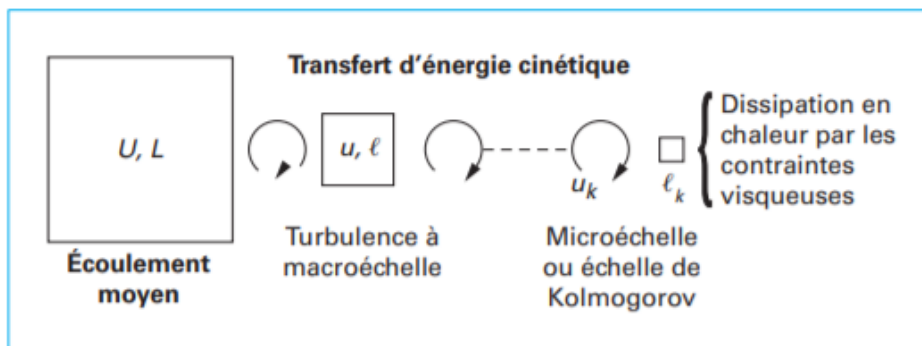 Transfert d'énergie cinétique
U, L
Écoulement
moyen
u, ℓ
Turbulence à
macroéchelle
u_k
Microéchelle
ou échelle de
Kolmogorov
ℓ_k
Dissipation en
chaleur par les
contraintes
visqueuses